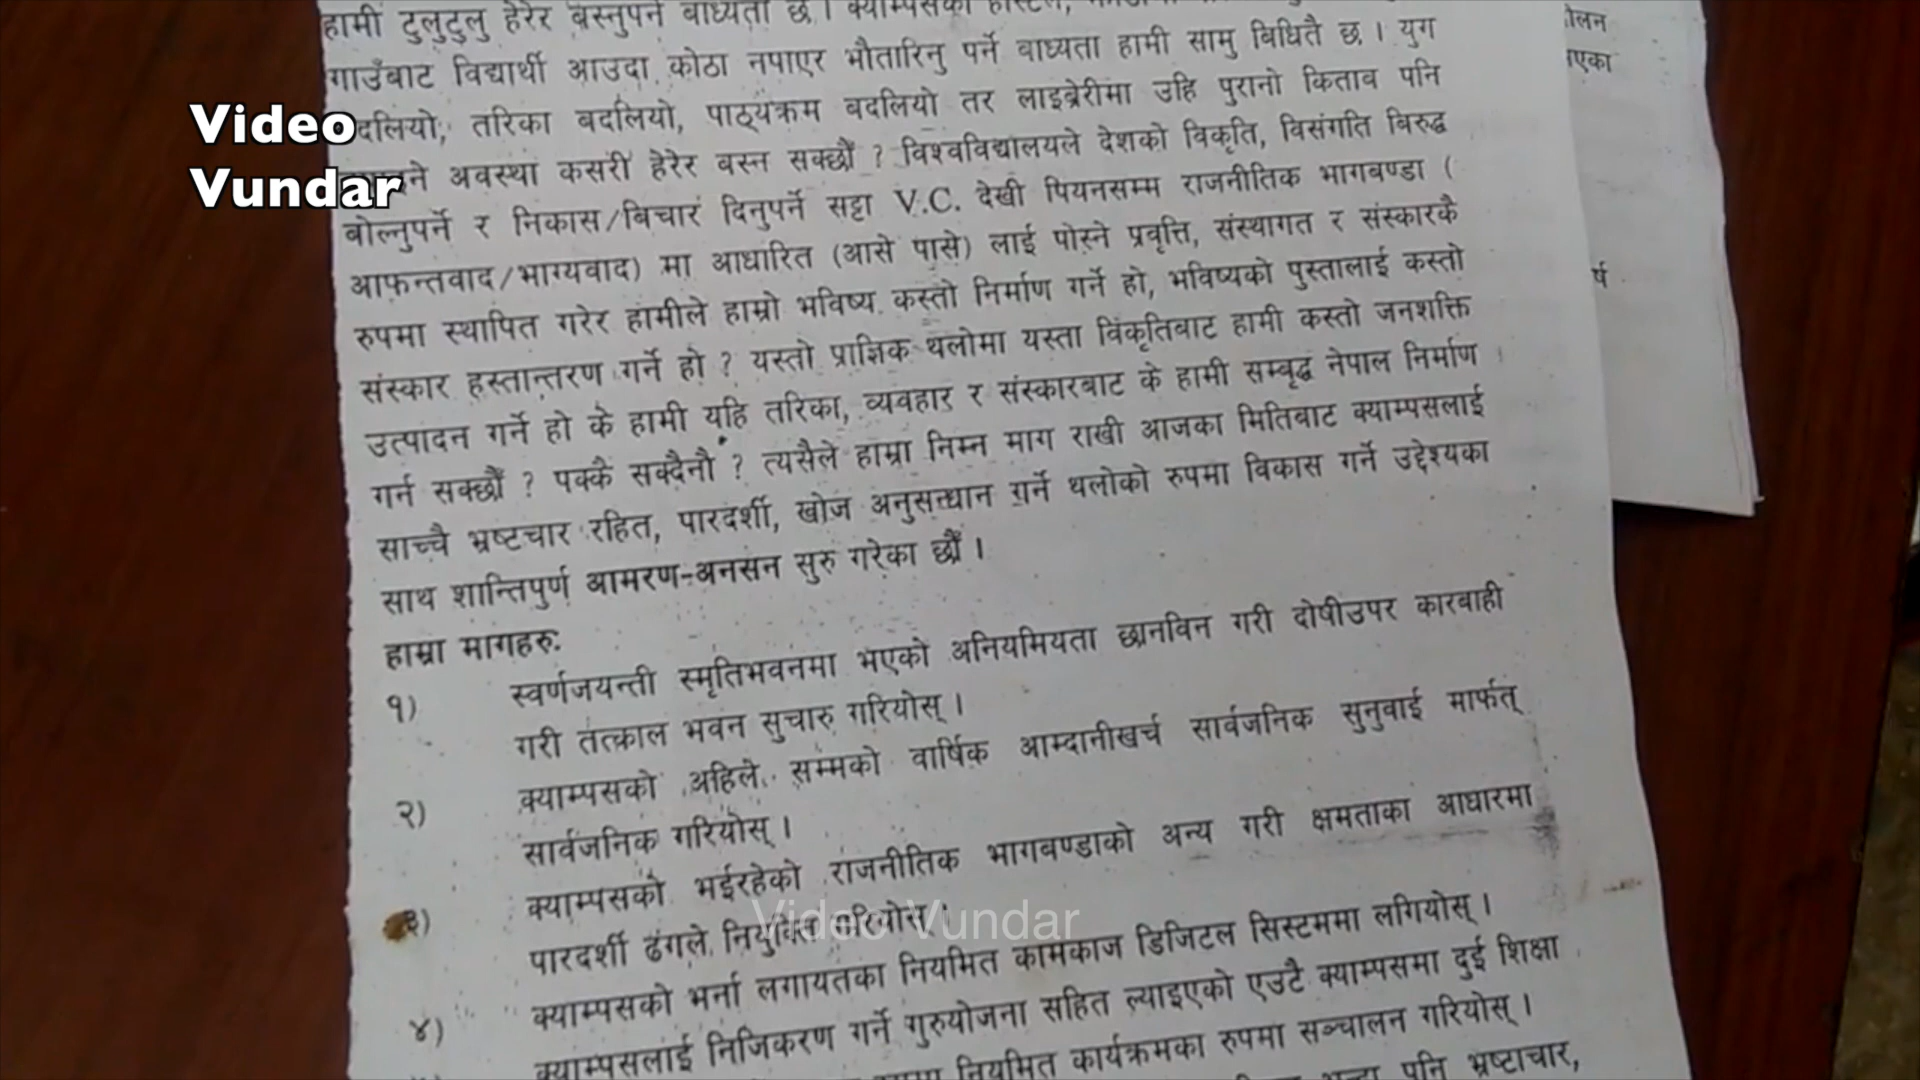 हामी टुलुटुलु हेरेर बस्नुपर्ने बाध्यता छ । क्याम्पसका होस्टल,
गाउँबाट विद्यार्थी आउदा कोठा नपाएर भौतारिनु पर्ने बाध्यता हामी सामु विधितै छ । युग
दलियो, तरिका बदलियो, पाठ्यक्रम बदलियो तर लाइब्रेरीमा उहि पुरानो किताव पनि
अवस्था कसरी हेरेर बस्न सक्छौं ? विश्वविद्यालयले देशको विकृति, विसंगति बिरुद्ध
बोल्नुपर्ने र निकास/बिचार दिनुपर्ने सट्टा V.C. देखी पियनसम्म राजनीतिक भागबण्डा (
आफन्तवाद/भाग्यवाद) मा आधारित (आसे पासे) लाई पोस्ने प्रवृत्ति, संस्थागत र संस्कारकै
रुपमा स्थापित गरेर हामीले हाम्रो भविष्य कस्तो निर्माण गर्ने हो, भविष्यको पुस्तालाई कस्तो
संस्कार हस्तान्तरण गर्ने हो ? यस्तो प्राज्ञिक थलोमा यस्ता विकृतिवाट हामी कस्तो जनशक्ति
उत्पादन गर्ने हो के हामी यहि तरिका, व्यवहार र संस्कारबाट के हामी सम्बृद्ध नेपाल निर्माण
गर्न सक्छौं ? पक्कै सक्दैनौ ? त्यसैले हाम्रा निम्न माग राखी आजका मितिबाट क्याम्पसलाई
साच्चै भ्रष्टचार रहित, पारदर्शी, खोज अनुसन्धान गर्ने थलोको रुपमा विकास गर्ने उद्देश्यका
साथ शान्तिपुर्ण आमरण-अनसन सुरु गरेका छौं ।
हाम्रा मागहरु:
१) स्वर्णजयन्ती स्मृतिभवनमा भएको अनियमियता छानविन गरी दोषीउपर कारवाही
गरी तत्काल भवन सुचारु गरियोस् ।
२) क्याम्पसको अहिले सम्मको वार्षिक आम्दानीखर्च सार्वजनिक सुनुवाई मार्फत्
सार्वजनिक गरियोस् ।
३) क्याम्पसको भईरहेको राजनीतिक भागबण्डाको अन्य गरी क्षमताका आधारमा
पारदर्शी ढंगले नियुक्ति गरियोस् ।
४) क्याम्पसको भर्ना लगायतका नियमित कामकाज डिजिटल सिस्टममा लगियोस् ।
क्याम्पसलाई निजिकरण गर्ने गुरुयोजना सहित ल्याइएको एउटै क्याम्पसमा दुई शिक्षा
नियमित कार्यक्रमका रुपमा सञ्चालन गरियोस् ।
पनि भ्रष्टाचार,
Video
Vundar
Video Vundar